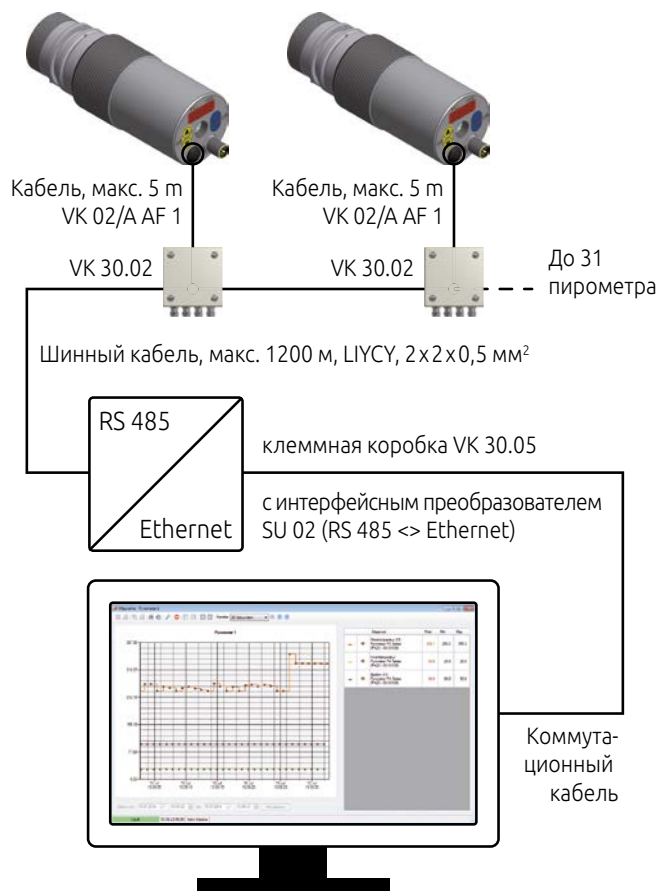 Кабель, макс. 5 m
VK 02/A AF 1
Кабель, макс. 5 m
VK 02/A AF 1
VK 30.02
VK 30.02
До 31
пирометра
Шинный кабель, макс. 1200 м, LIYCY, 2 x 2 x 0,5 мм²
RS 485
Ethernet
клеммная коробка VK 30.05
с интерфейсным преобразователем
SU 02 (RS 485 <> Ethernet)
Коммута-
ционный
кабель